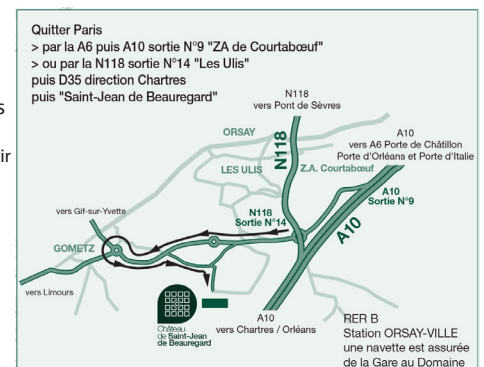 Quitter Paris
> par la A6 puis A10 sortie N°9 "ZA de Courtabœuf"
> ou par la N118 sortie N°14 "Les Ulis"
puis D35 direction Chartres
puis "Saint-Jean de Beauregard"
s
ir
N118
vers Pont de Sèvres
ORSAY
N118
A10
vers A6 Porte de Châtillon
Porte d'Orléans et Porte d'Italie
LES ULIS
Z.A. Courtabœuf
A10
Sortie N°9
vers Gif-sur-Yvette
N118
Sortie N°14
A10
GOMETZ
vers Limours
Château
de Saint-Jean
de Beauregard
A10
vers Chartres / Orléans
RER B
Station ORSAY-VILLE
une navette est assurée
de la Gare au Domaine